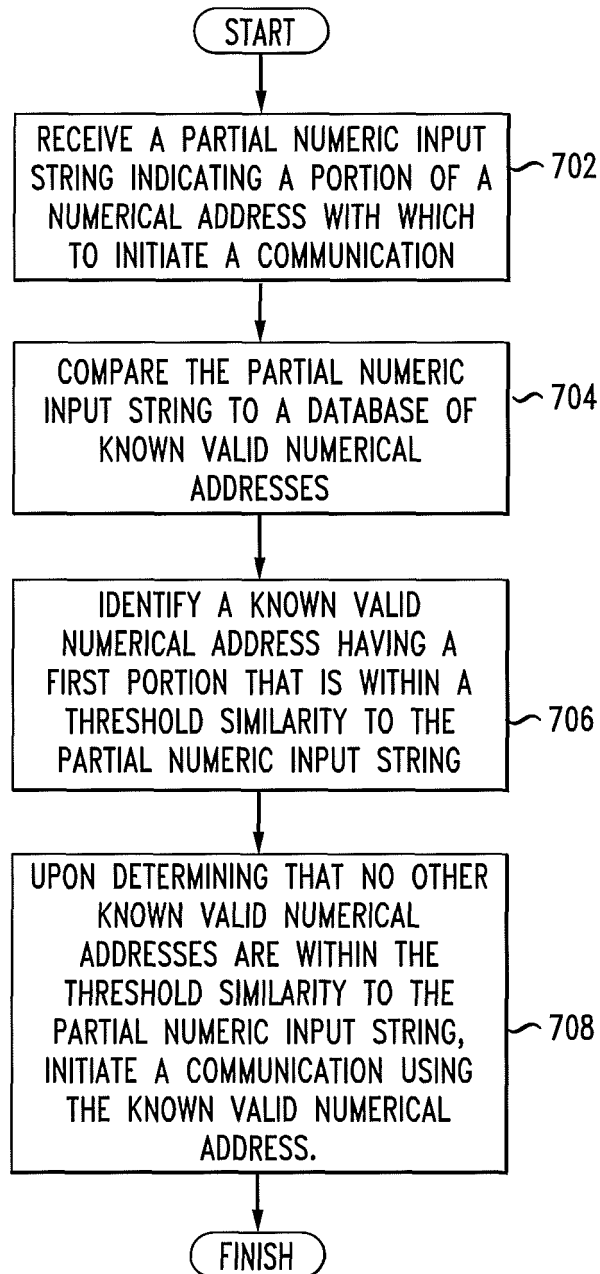 START
RECEIVE A PARTIAL NUMERIC INPUT
STRING INDICATING A PORTION OF A
NUMERICAL ADDRESS WITH WHICH
TO INITIATE A COMMUNICATION
702
COMPARE THE PARTIAL NUMERIC
INPUT STRING TO A DATABASE OF
KNOWN VALID NUMERICAL
ADDRESSES
704
IDENTIFY A KNOWN VALID
NUMERICAL ADDRESS HAVING A
FIRST PORTION THAT IS WITHIN A
THRESHOLD SIMILARITY TO THE
PARTIAL NUMERIC INPUT STRING
706
UPON DETERMINING THAT NO OTHER
KNOWN VALID NUMERICAL
ADDRESSES ARE WITHIN THE
THRESHOLD SIMILARITY TO THE
PARTIAL NUMERIC INPUT STRING,
INITIATE A COMMUNICATION USING
THE KNOWN VALID NUMERICAL
ADDRESS.
708
FINISH